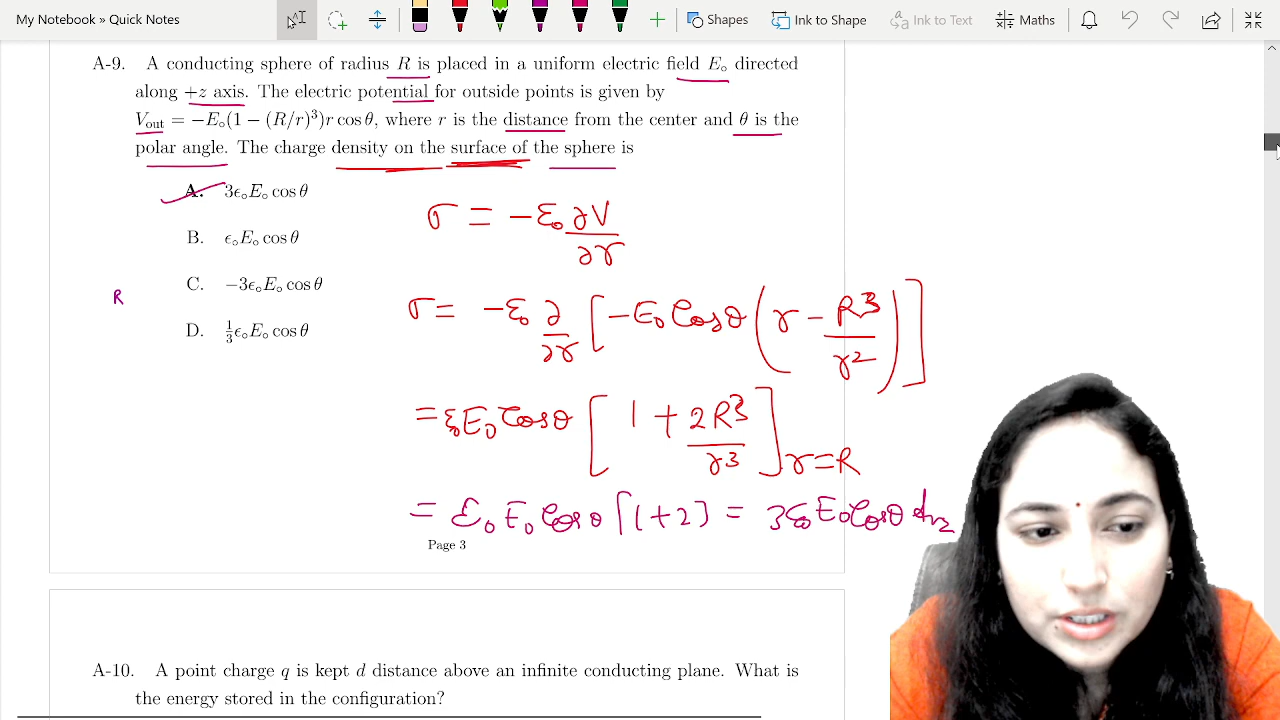 My Notebook » Quick Notes
Shapes Ink to Shape Ink to Text Math
A-9. A conducting sphere of radius R is placed in a uniform electric field E₀ directed
along +z axis. The electric potential for outside points is given by
V_out = −E₀(1 − (R/r)³)r cos θ, where r is the distance from the center and θ is the
polar angle. The charge density on the surface of the sphere is
A. 3ϵ₀E₀ cos θ
B. ϵ₀E₀ cos θ
C. −3ϵ₀E₀ cos θ
D. 1/3 ϵ₀E₀ cos θ
R
σ = −ε₀ ∂V/∂r
σ = −ε₀ ∂/∂r [−E₀ Cosθ (r − R³/r²)]
= ε₀E₀ Cosθ [1 + 2R³/r³] r=R
= ε₀ E₀ Cosθ [1+2] = 3ε₀E₀Cosθ
Page 3
A-10. A point charge q is kept d distance above an infinite conducting plane. What is
the energy stored in the configuration?